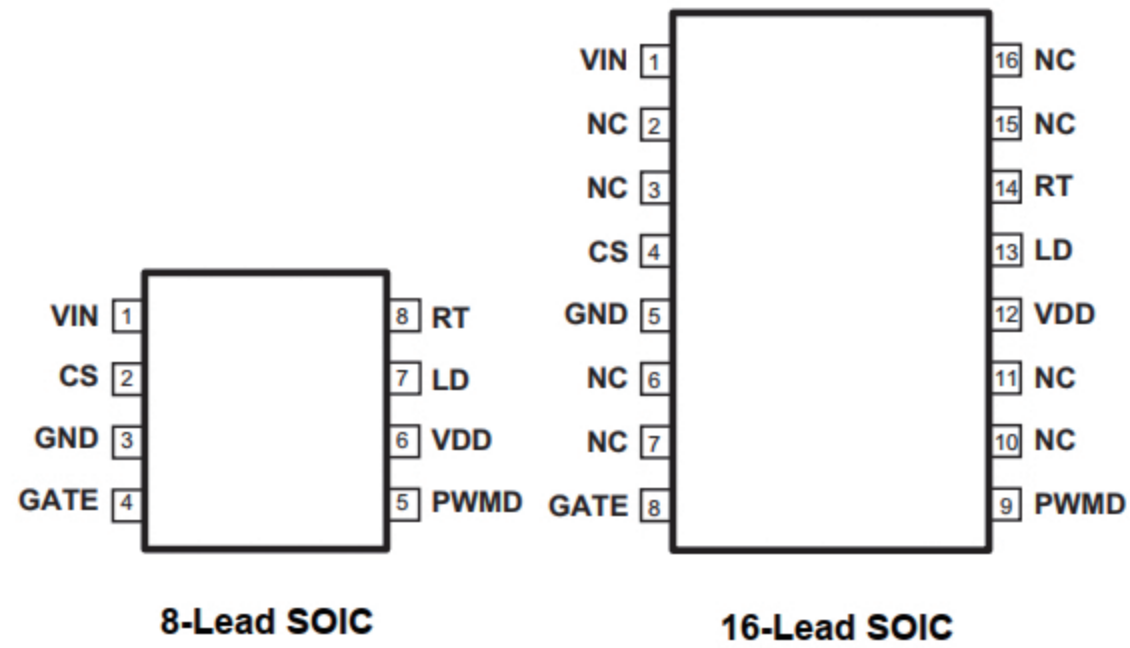 VIN 1
CS 2
GND 3
GATE 4
8 RT
7 LD
6 VDD
5 PWMD
8-Lead SOIC
VIN 1
NC 2
NC 3
CS 4
GND 5
NC 6
NC 7
GATE 8
16 NC
15 NC
14 RT
13 LD
12 VDD
11 NC
10 NC
9 PWMD
16-Lead SOIC